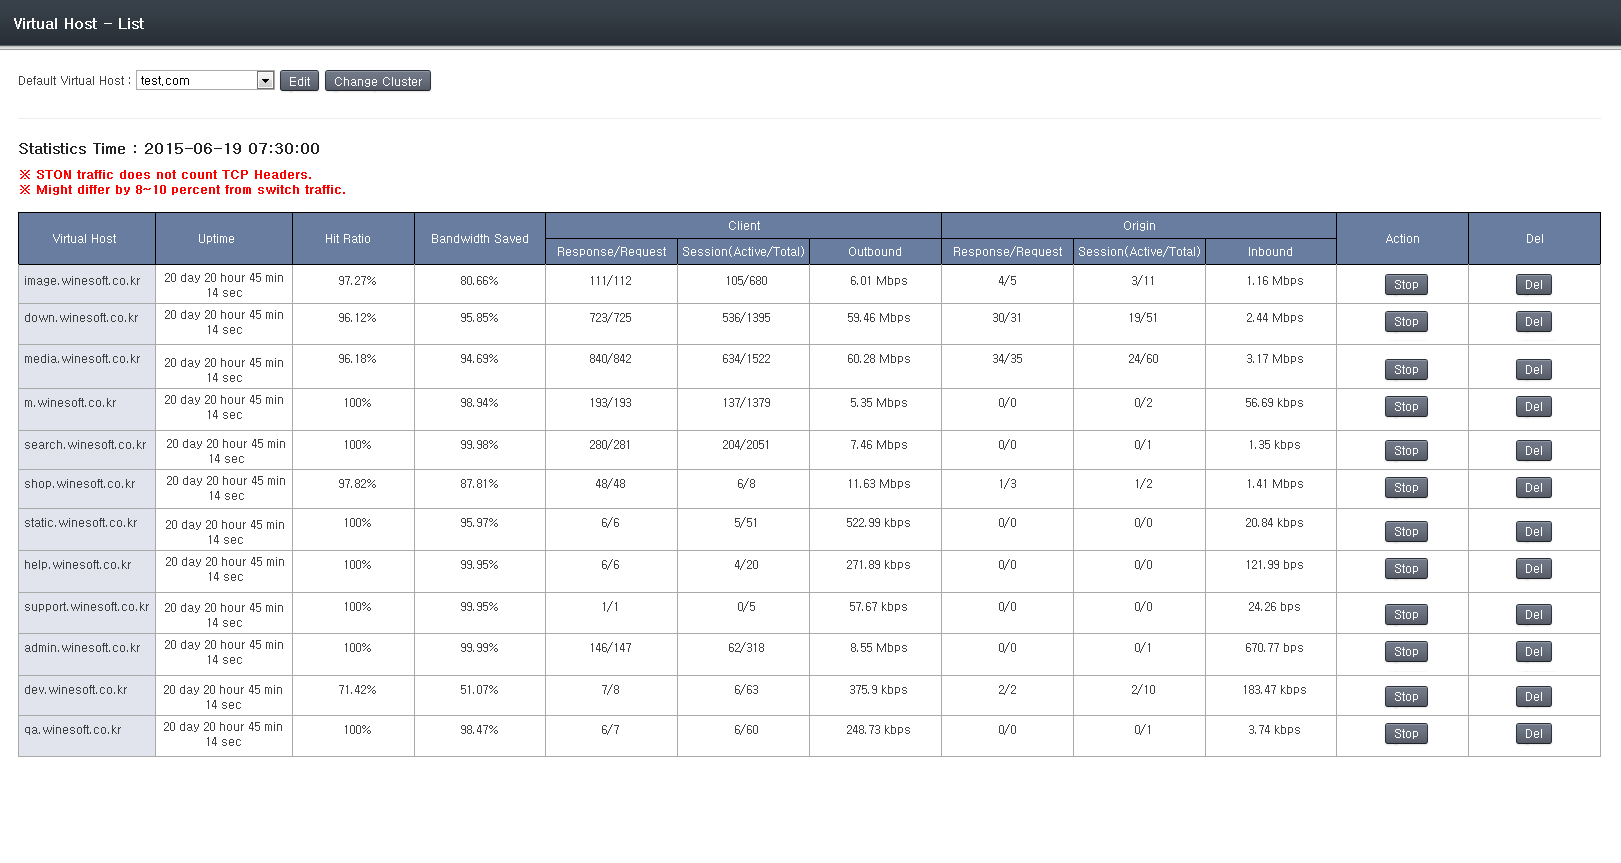 Virtual Host - List
Default Virtual Host : test.com Edit Change Cluster
Statistics Time : 2015-06-19 07:30:00
※ STON traffic does not count TCP Headers.
※ Might differ by 8~10 percent from switch traffic.
Virtual Host Uptime Hit Ratio Bandwidth Saved Client Origin Action Del
Response/Request Session(Active/Total) Outbound Response/Request Session(Active/Total) Inbound
image.winesoft.co.kr 20 day 20 hour 45 min 14 sec 97.27% 80.66% 111/112 105/680 6.01 Mbps 4/5 3/11 1.16 Mbps Stop Del
down.winesoft.co.kr 20 day 20 hour 45 min 14 sec 96.12% 95.85% 723/725 536/1395 59.46 Mbps 30/31 19/51 2.44 Mbps Stop Del
media.winesoft.co.kr 20 day 20 hour 45 min 14 sec 96.18% 94.69% 840/842 634/1522 60.28 Mbps 34/35 24/60 3.17 Mbps Stop Del
m.winesoft.co.kr 20 day 20 hour 45 min 14 sec 100% 98.94% 193/193 137/1379 5.35 Mbps 0/0 0/2 56.69 kbps Stop Del
search.winesoft.co.kr 20 day 20 hour 45 min 14 sec 100% 99.98% 280/281 204/2051 7.46 Mbps 0/0 0/1 1.35 kbps Stop Del
shop.winesoft.co.kr 20 day 20 hour 45 min 14 sec 97.82% 87.81% 48/48 6/8 11.63 Mbps 1/3 1/2 1.41 Mbps Stop Del
static.winesoft.co.kr 20 day 20 hour 45 min 14 sec 100% 95.97% 6/6 5/51 522.99 kbps 0/0 0/0 20.84 kbps Stop Del
help.winesoft.co.kr 20 day 20 hour 45 min 14 sec 100% 99.95% 6/6 4/20 271.89 kbps 0/0 0/0 121.99 bps Stop Del
support.winesoft.co.kr 20 day 20 hour 45 min 14 sec 100% 99.95% 1/1 0/5 57.67 kbps 0/0 0/0 24.26 bps Stop Del
admin.winesoft.co.kr 20 day 20 hour 45 min 14 sec 100% 99.99% 146/147 62/318 8.55 Mbps 0/0 0/1 670.77 bps Stop Del
dev.winesoft.co.kr 20 day 20 hour 45 min 14 sec 71.42% 51.07% 7/8 6/63 375.9 kbps 2/2 2/10 183.47 kbps Stop Del
qa.winesoft.co.kr 20 day 20 hour 45 min 14 sec 100% 98.47% 6/7 6/60 248.73 kbps 0/0 0/1 3.74 kbps Stop Del